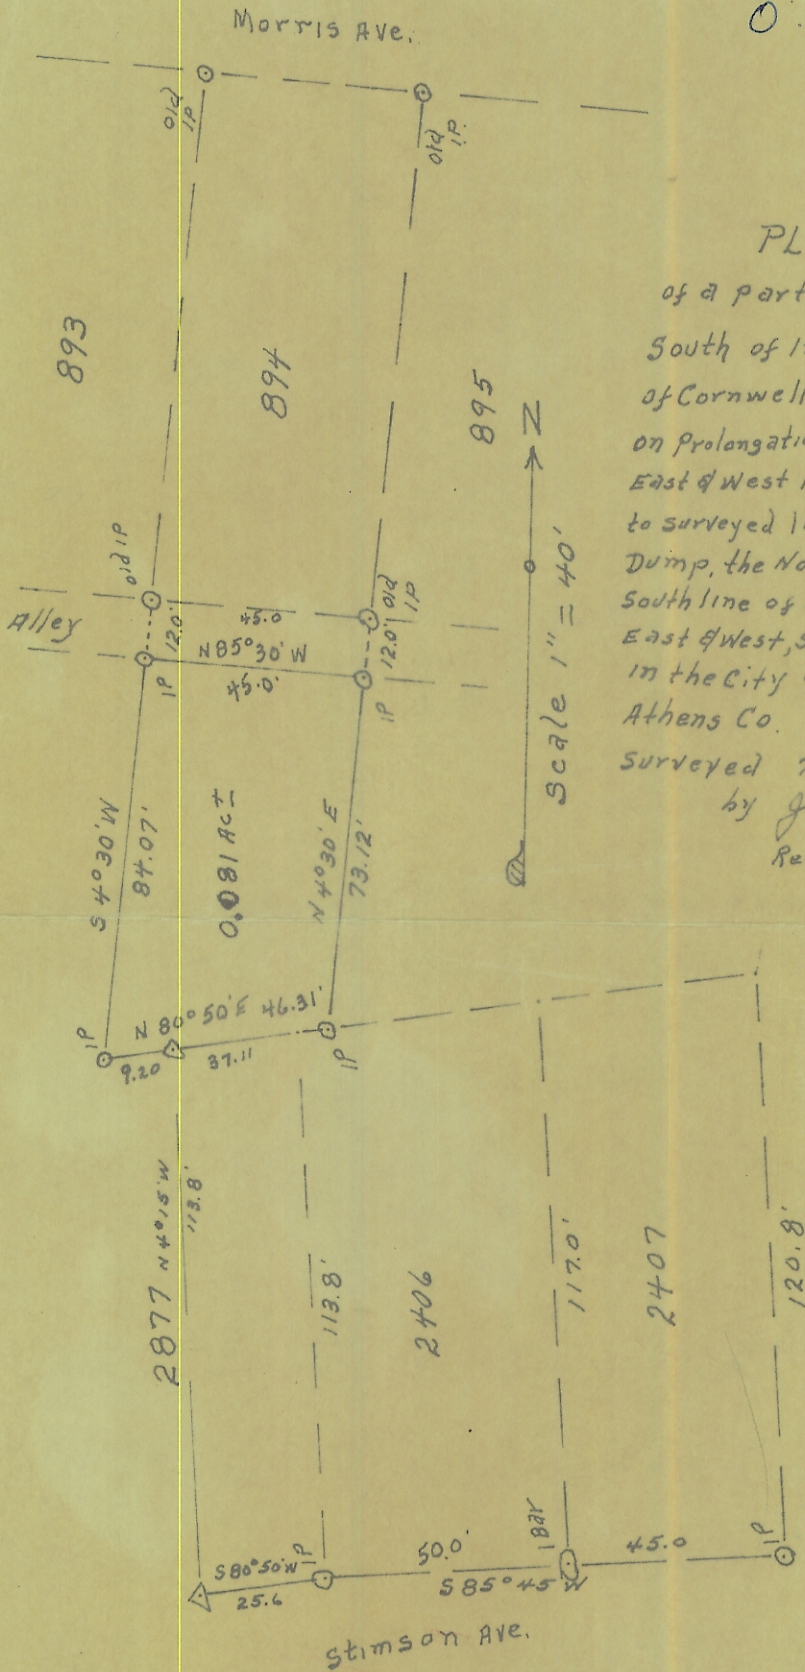 Morris Ave.
O
Old IP
Old IP.
PL
of a part
South of I
of Cornwell
on Prolongati
East & West
to surveyed l
Dump, the No
South line of
East & West, S
in the City
Athens Co.
Surveyed
by J
Re
893
894
895
N
Scale 1" = 40'
Old IP
Old IP
Alley
45.0
12.0'
12.0'
N 85° 30' W
45.0'
IP
IP
S 4° 30' W
84.07'
0.081 AC ±
N 4° 30' E
73.12'
IP
N 80° 50' E 46.31'
9.20
37.11
IP
2877
N 4° 15' W
113.8'
113.8'
2406
117.0'
2407
120.8'
S 80° 50' W
25.6
IP
50.0'
S 85° 45' W
I Bar
45.0
IP
Stimson Ave.